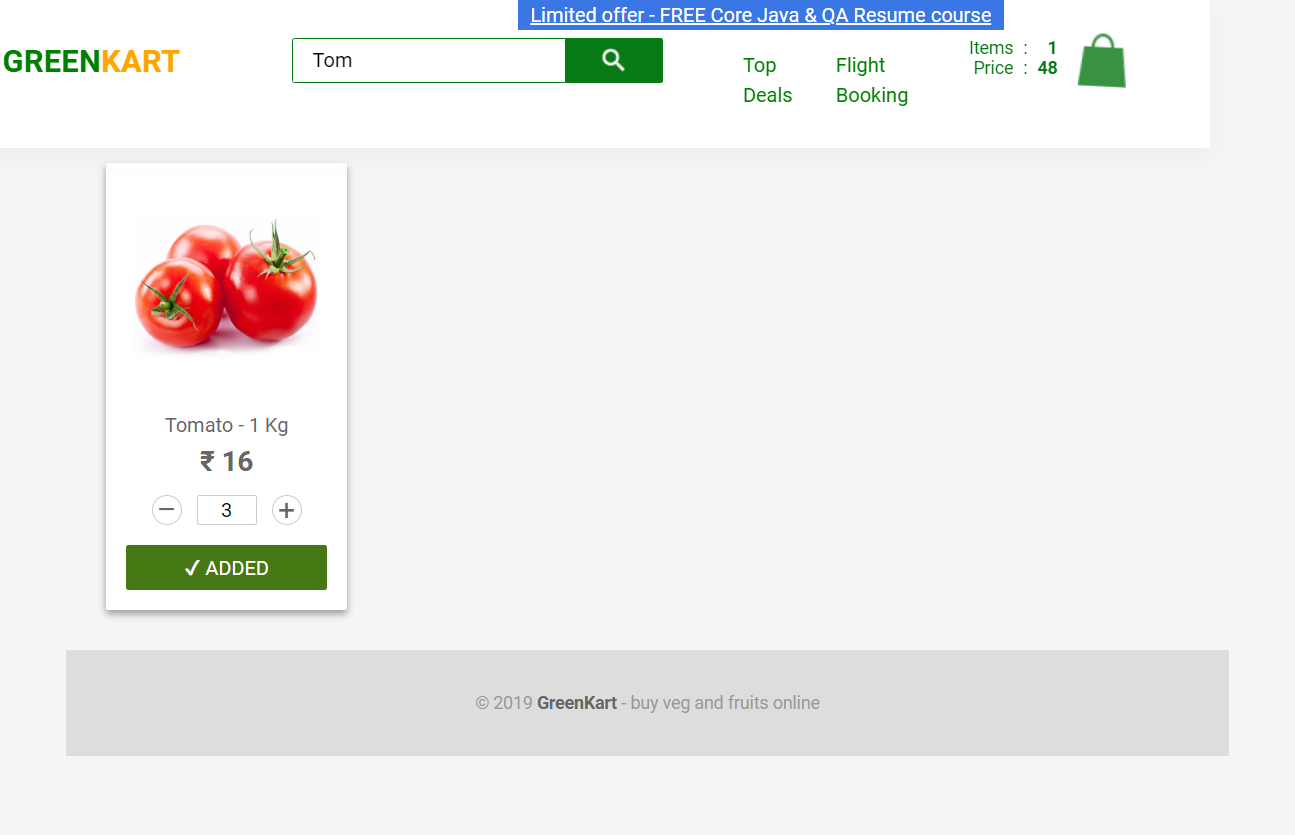 Limited offer - FREE Core Java & QA Resume course
GREENKART
Tom
Top
Deals
Flight
Booking
Items : 1
Price : 48
Tomato - 1 Kg
₹ 16
− 3 +
✓ ADDED
© 2019 GreenKart - buy veg and fruits online